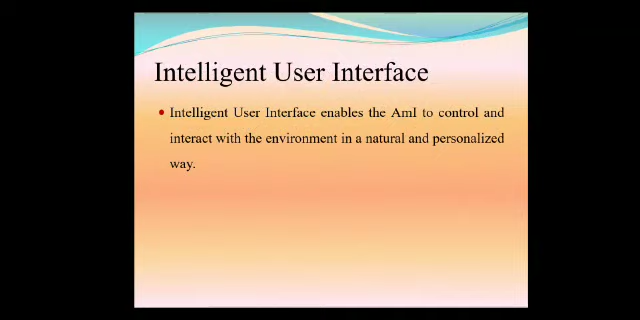 Intelligent User Interface
• Intelligent User Interface enables the AmI to control and
interact with the environment in a natural and personalized
way.